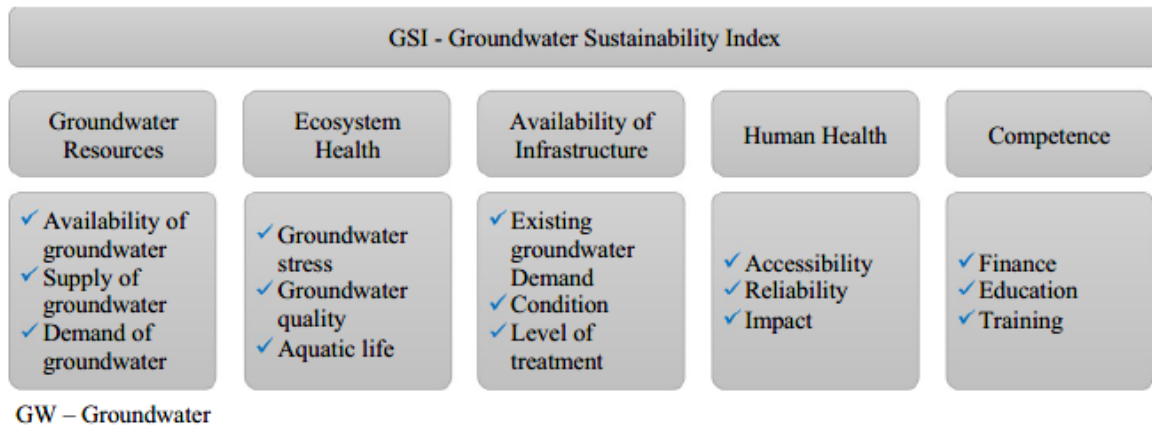 GSI - Groundwater Sustainability Index
Groundwater
Resources
Ecosystem
Health
Availability of
Infrastructure
Human Health
Competence
✓ Availability of
groundwater
✓ Supply of
groundwater
✓ Demand of
groundwater
✓ Groundwater
stress
✓ Groundwater
quality
✓ Aquatic life
✓ Existing
groundwater
Demand
✓ Condition
✓ Level of
treatment
✓ Accessibility
✓ Reliability
✓ Impact
✓ Finance
✓ Education
✓ Training
GW – Groundwater